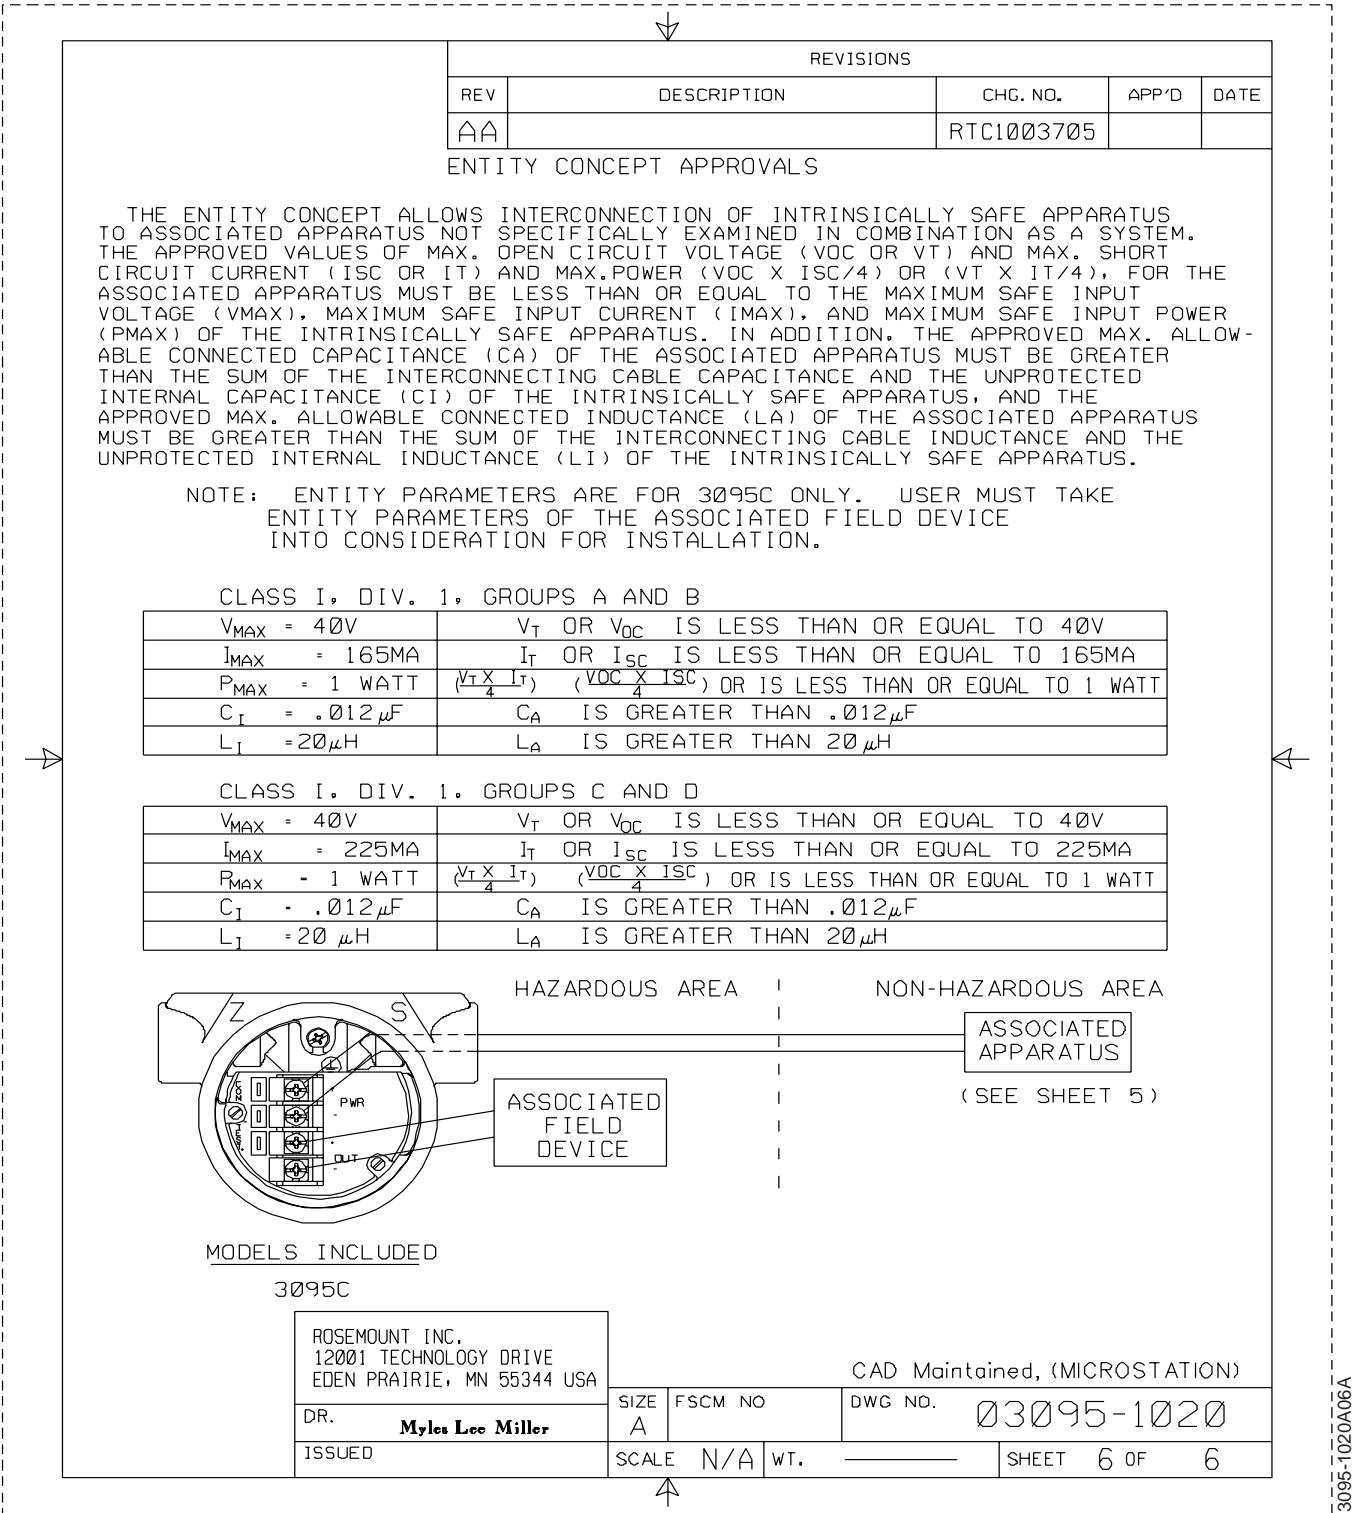 REVISIONS
REV DESCRIPTION CHG. NO. APP'D DATE
AA RTC1003705
ENTITY CONCEPT APPROVALS
THE ENTITY CONCEPT ALLOWS INTERCONNECTION OF INTRINSICALLY SAFE APPARATUS
TO ASSOCIATED APPARATUS NOT SPECIFICALLY EXAMINED IN COMBINATION AS A SYSTEM.
THE APPROVED VALUES OF MAX. OPEN CIRCUIT VOLTAGE (VOC OR VT) AND MAX. SHORT
CIRCUIT CURRENT (ISC OR IT) AND MAX.POWER (VOC X ISC/4) OR (VT X IT/4), FOR THE
ASSOCIATED APPARATUS MUST BE LESS THAN OR EQUAL TO THE MAXIMUM SAFE INPUT
VOLTAGE (VMAX), MAXIMUM SAFE INPUT CURRENT (IMAX), AND MAXIMUM SAFE INPUT POWER
(PMAX) OF THE INTRINSICALLY SAFE APPARATUS. IN ADDITION, THE APPROVED MAX. ALLOW-
ABLE CONNECTED CAPACITANCE (CA) OF THE ASSOCIATED APPARATUS MUST BE GREATER
THAN THE SUM OF THE INTERCONNECTING CABLE CAPACITANCE AND THE UNPROTECTED
INTERNAL CAPACITANCE (CI) OF THE INTRINSICALLY SAFE APPARATUS, AND THE
APPROVED MAX. ALLOWABLE CONNECTED INDUCTANCE (LA) OF THE ASSOCIATED APPARATUS
MUST BE GREATER THAN THE SUM OF THE INTERCONNECTING CABLE INDUCTANCE AND THE
UNPROTECTED INTERNAL INDUCTANCE (LI) OF THE INTRINSICALLY SAFE APPARATUS.
NOTE: ENTITY PARAMETERS ARE FOR 3095C ONLY. USER MUST TAKE
ENTITY PARAMETERS OF THE ASSOCIATED FIELD DEVICE
INTO CONSIDERATION FOR INSTALLATION.
CLASS I, DIV. 1, GROUPS A AND B
VMAX = 40V VT OR VOC IS LESS THAN OR EQUAL TO 40V
IMAX = 165MA IT OR ISC IS LESS THAN OR EQUAL TO 165MA
PMAX = 1 WATT (VT X IT/4) (VOC X ISC/4) OR IS LESS THAN OR EQUAL TO 1 WATT
CI = .012µF CA IS GREATER THAN .012µF
LI =20µH LA IS GREATER THAN 20µH
CLASS I, DIV. 1, GROUPS C AND D
VMAX = 40V VT OR VOC IS LESS THAN OR EQUAL TO 40V
IMAX = 225MA IT OR ISC IS LESS THAN OR EQUAL TO 225MA
PMAX = 1 WATT (VT X IT/4) (VOC X ISC/4) OR IS LESS THAN OR EQUAL TO 1 WATT
CI = .012µF CA IS GREATER THAN .012µF
LI =20 µH LA IS GREATER THAN 20µH
HAZARDOUS AREA NON-HAZARDOUS AREA
Z S
ASSOCIATED
APPARATUS
(SEE SHEET 5)
COMM
TEST
+
PWR
-
+
OUT
-
ASSOCIATED
FIELD
DEVICE
MODELS INCLUDED
3095C
ROSEMOUNT INC.
12001 TECHNOLOGY DRIVE
EDEN PRAIRIE, MN 55344 USA
CAD Maintained, (MICROSTATION)
DR. Myles Lee Miller
ISSUED
SIZE A FSCM NO DWG NO. 03095-1020
SCALE N/A WT. SHEET 6 OF 6
3095-1020A06A